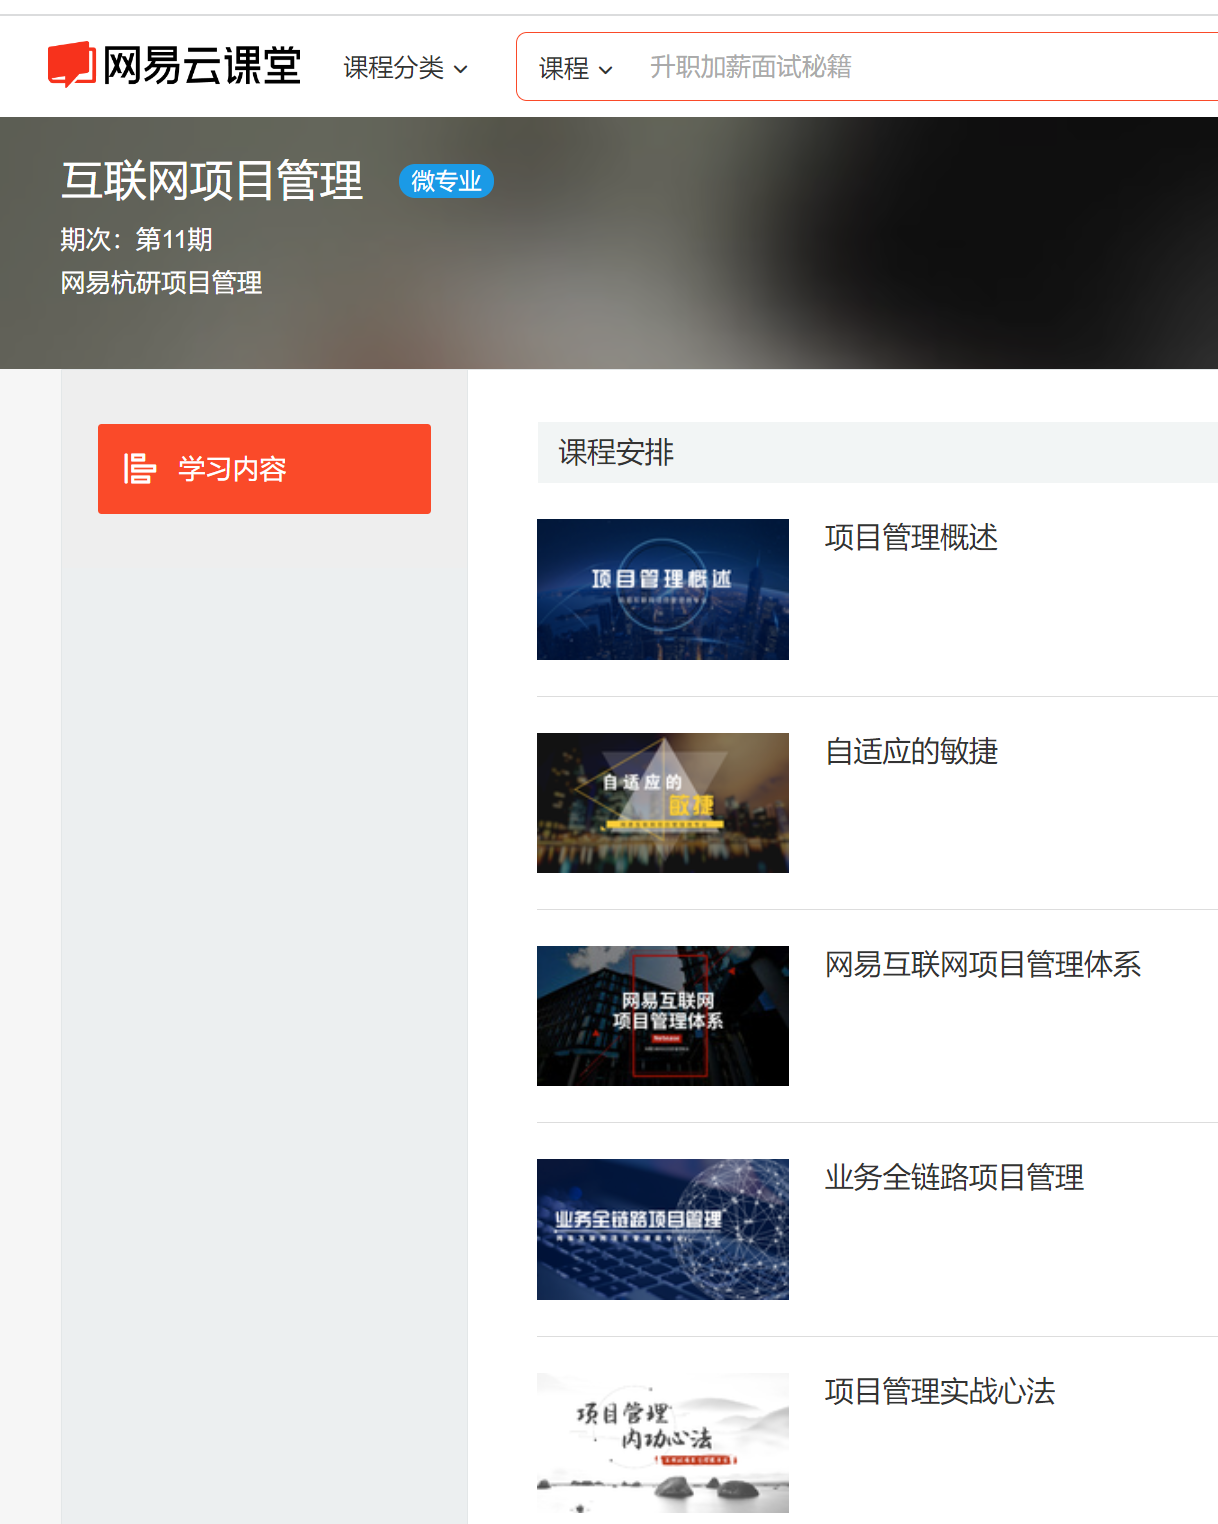 网易云课堂
课程分类
课程
升职加薪面试秘籍
互联网项目管理
微专业
期次：第11期
网易杭研项目管理
学习内容
课程安排
项目管理概述
项目管理概述
自适应的
敏捷
自适应的敏捷
网易互联网
项目管理体系
Netease
网易互联网项目管理体系
业务全链路项目管理
业务全链路项目管理
项目管理
内功心法
项目管理实战心法